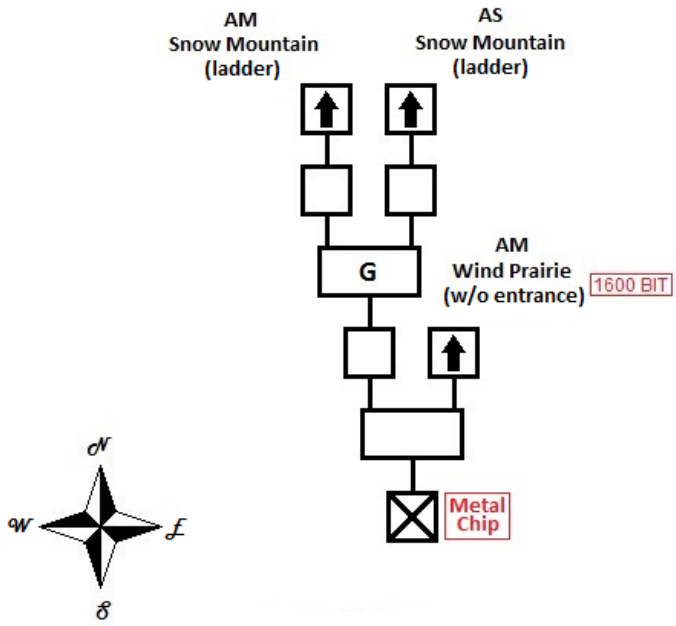 AM
Snow Mountain
(ladder)
AS
Snow Mountain
(ladder)
G
AM
Wind Prairie
(w/o entrance)
1600 BIT
N
W
E
S
Metal
Chip